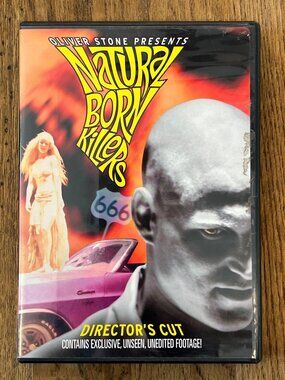 OLIVER STONE PRESENTS
NATURAL
BORN
KILLERS
666
DIRECTOR'S CUT
CONTAINS EXCLUSIVE, UNSEEN, UNEDITED FOOTAGE!